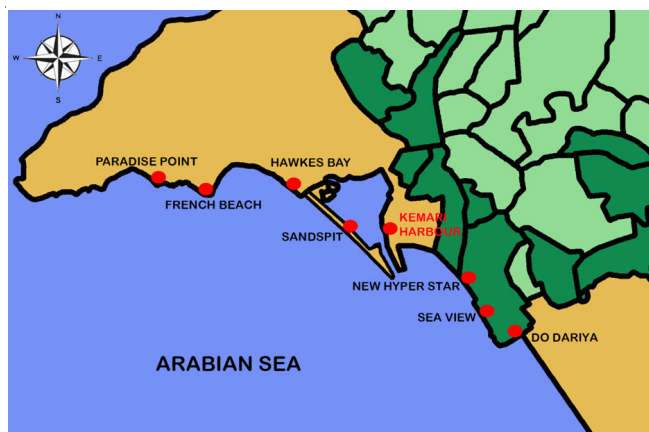 N
W
E
S
PARADISE POINT
HAWKES BAY
FRENCH BEACH
KEMARI
HARBOUR
SANDSPIT
NEW HYPER STAR
SEA VIEW
DO DARIYA
ARABIAN SEA